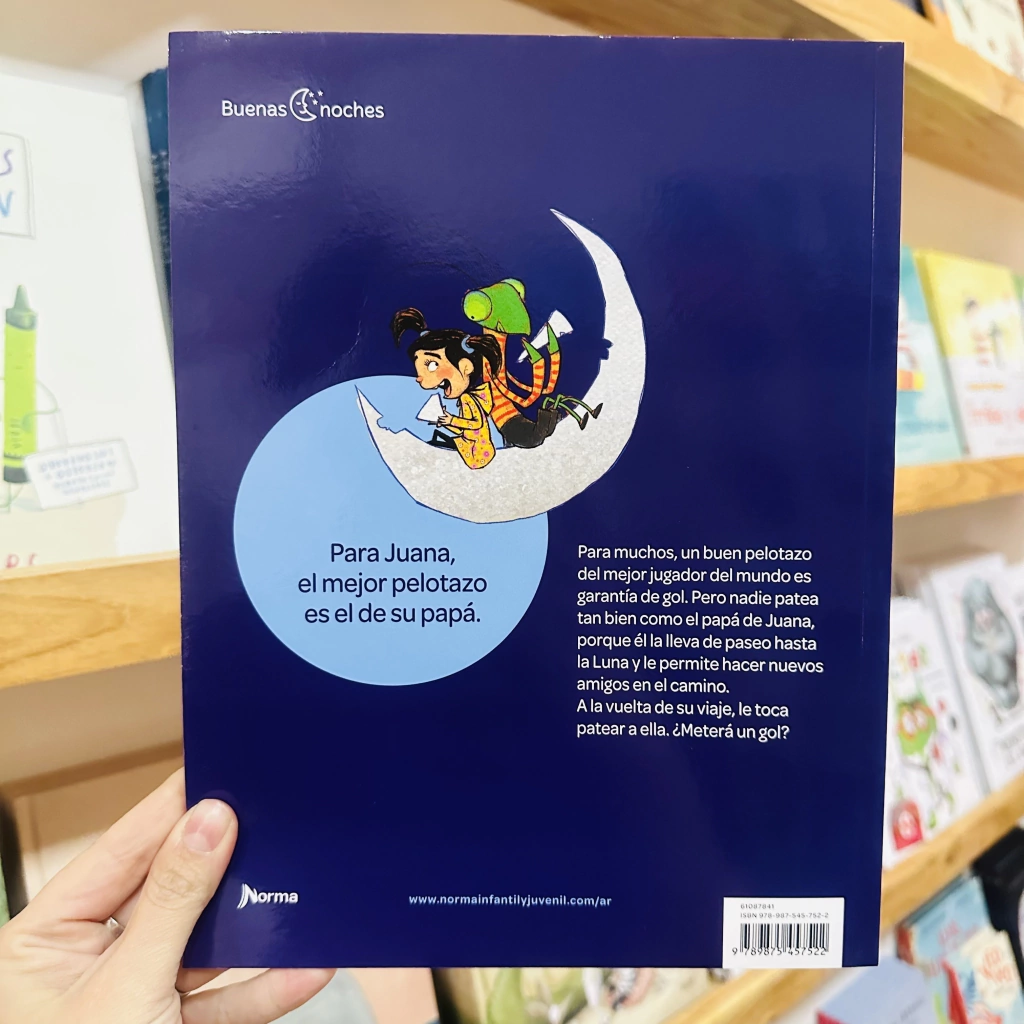 Buenas noches
Para Juana,
el mejor pelotazo
es el de su papá.
Para muchos, un buen pelotazo
del mejor jugador del mundo es
garantía de gol. Pero nadie patea
tan bien como el papá de Juana,
porque él la lleva de paseo hasta
la Luna y le permite hacer nuevos
amigos en el camino.
A la vuelta de su viaje, le toca
patear a ella. ¿Meterá un gol?
Norma
www.normainfantilyjuvenil.com/ar
61087841
ISBN 978-987-545-752-2
9 789875 457522